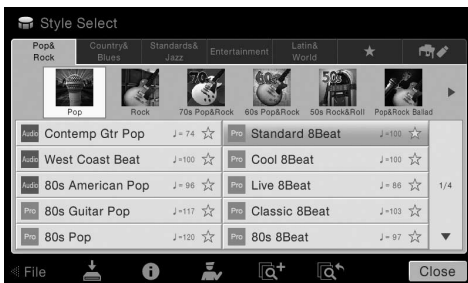 Style Select
Pop&
Rock
Country&
Blues
Standards&
Jazz
Entertainment
Latin&
World
70s
60s
50s
Pop
Rock
70s Pop&Rock
60s Pop&Rock
50s Rock&Roll
Pop&Rock Ballad
Audio Contemp Gtr Pop ♩= 74
Pro Standard 8Beat ♩=100
Audio West Coast Beat ♩=100
Pro Cool 8Beat ♩=100
Audio 80s American Pop ♩= 96
Pro Live 8Beat ♩= 86
1/4
Pro 80s Guitar Pop ♩=117
Pro Classic 8Beat ♩=103
Pro 80s Pop ♩=120
Pro 80s 8Beat ♩= 97
File
Close